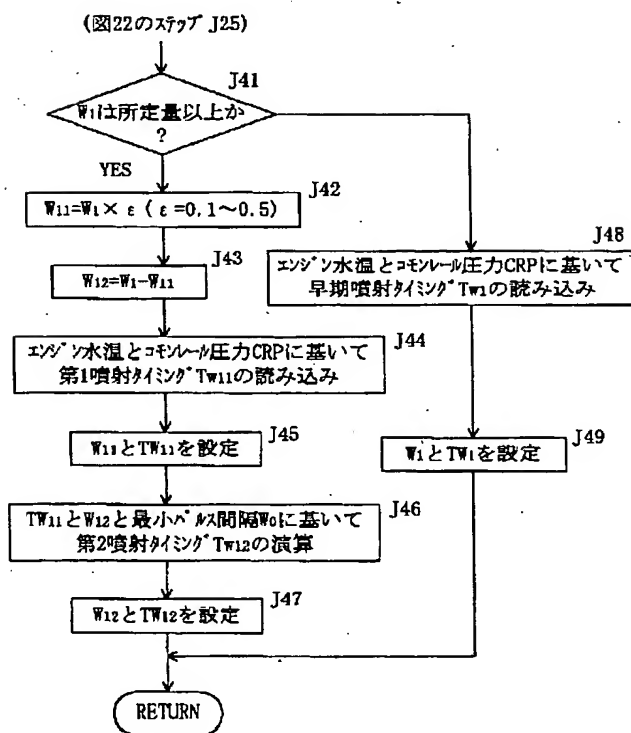 (図22のステップ J25)
J41
W₁は所定量以上か
?
YES
J42
W₁₁=W₁× ε ( ε =0.1～0.5)
J43
W₁₂=W₁−W₁₁
J44
エンジン水温とコモンレール圧力CRPに基いて
第1噴射タイミングTw₁₁の読み込み
J45
W₁₁とTW₁₁を設定
J46
TW₁₁とW₁₂と最小パルス間隔W₀に基いて
第2噴射タイミングTw₁₂の演算
J47
W₁₂とTW₁₂を設定
J48
エンジン水温とコモンレール圧力CRPに基いて
早期噴射タイミングTw₁の読み込み
J49
W₁とTW₁を設定
RETURN